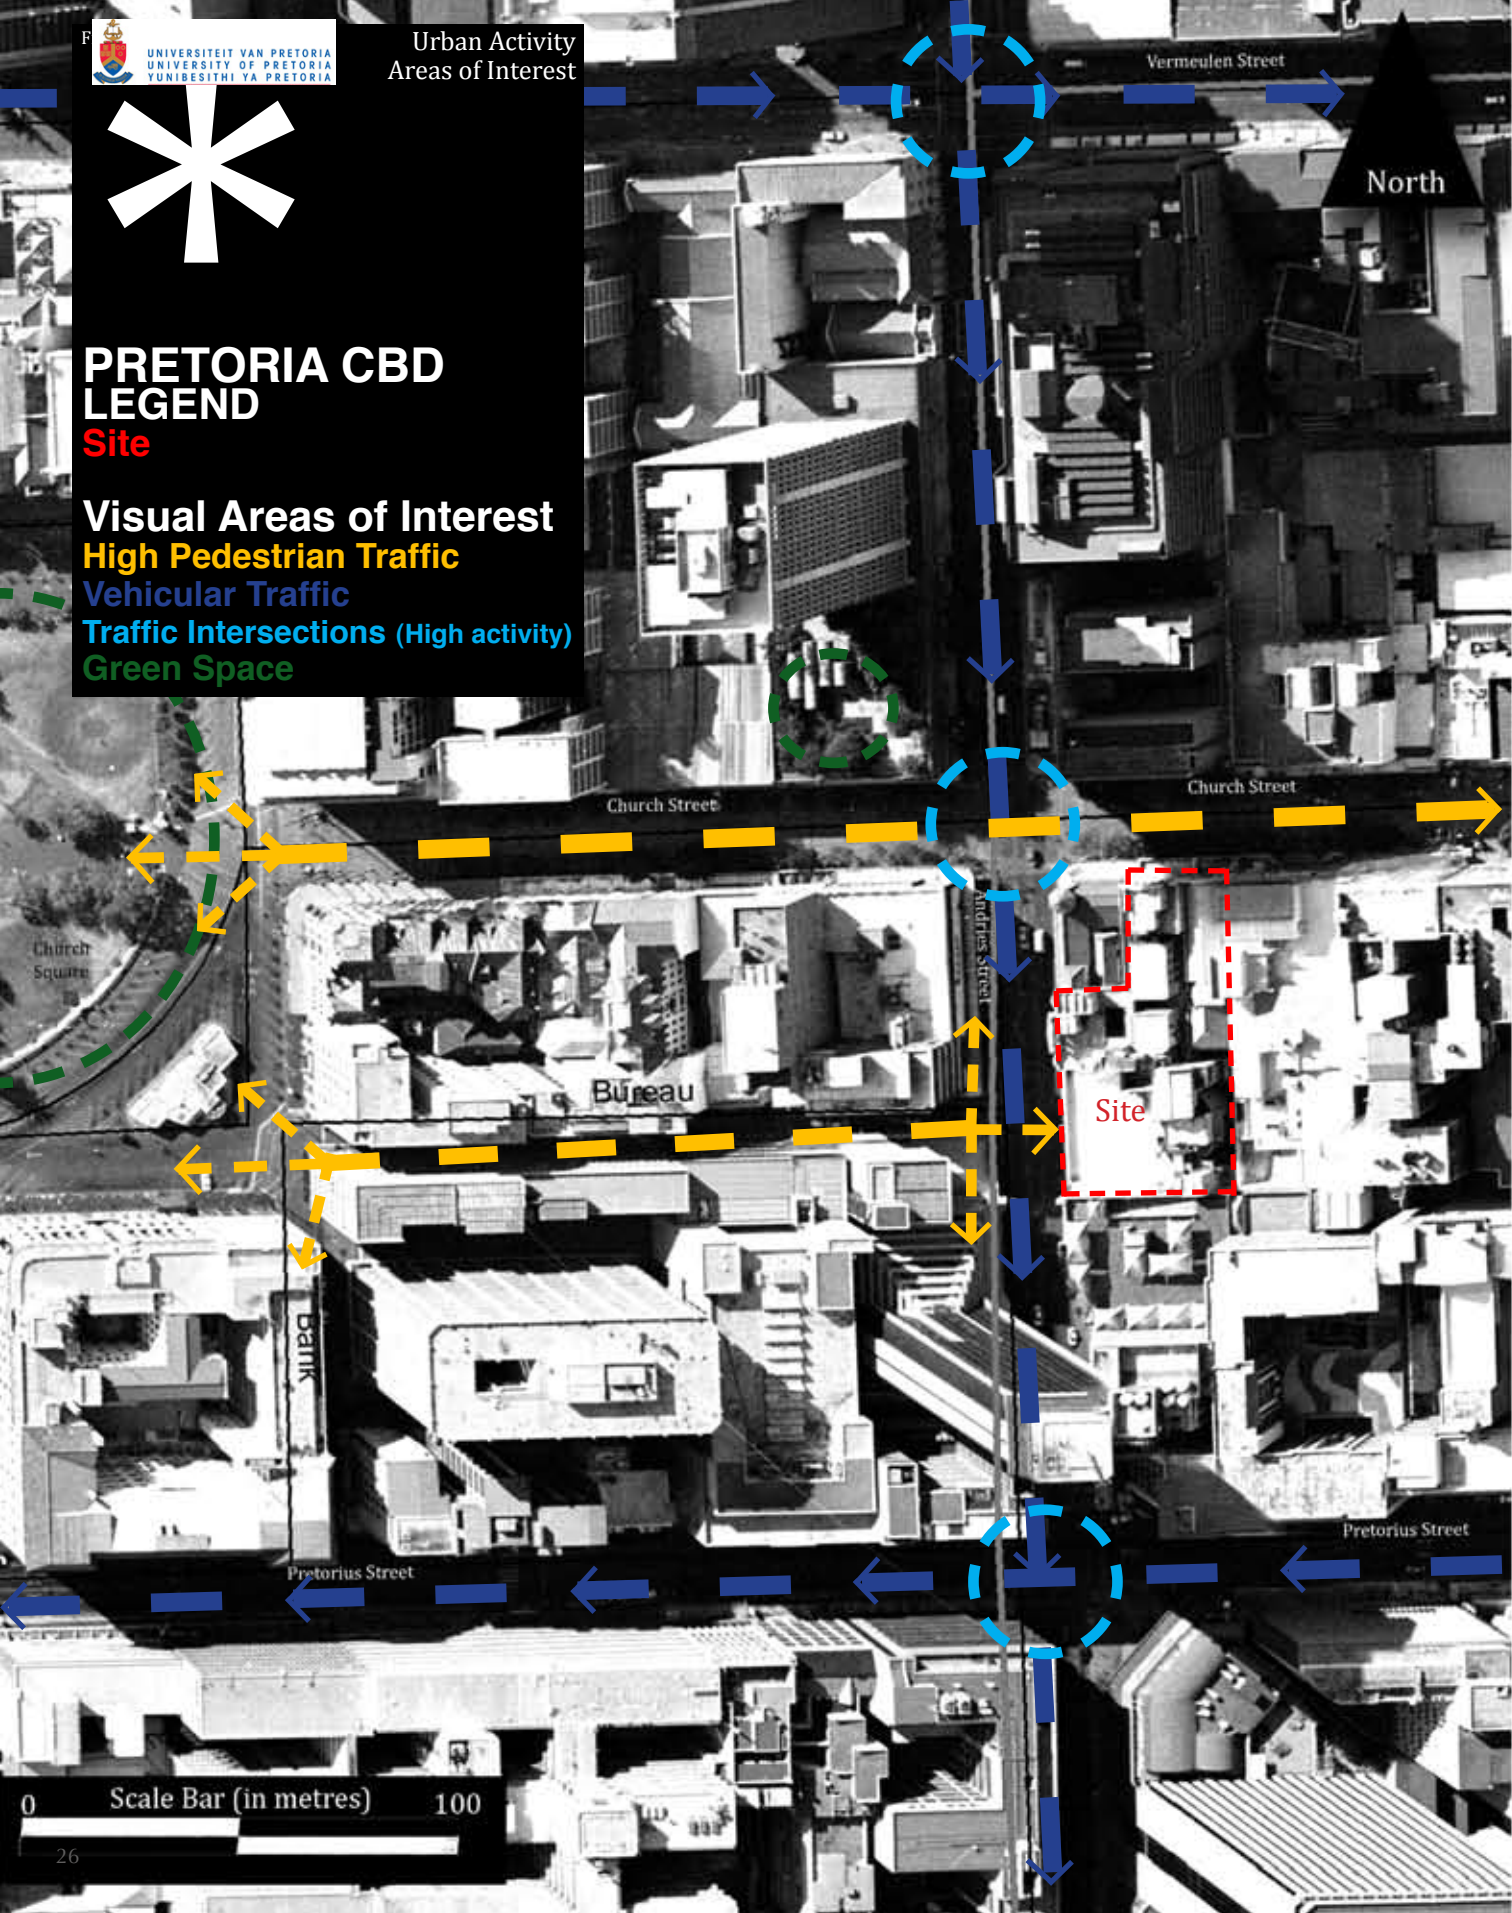 F
UNIVERSITEIT VAN PRETORIA
UNIVERSITY OF PRETORIA
YUNIBESITHI YA PRETORIA
Urban Activity
Areas of Interest
PRETORIA CBD
LEGEND
Site
Visual Areas of Interest
High Pedestrian Traffic
Vehicular Traffic
Traffic Intersections (High activity)
Green Space
Vermeulen Street
North
Church Street
Church Street
Church
Square
Andries Street
Bureau
Site
Bank
Pretorius Street
Pretorius Street
0 Scale Bar (in metres) 100
26